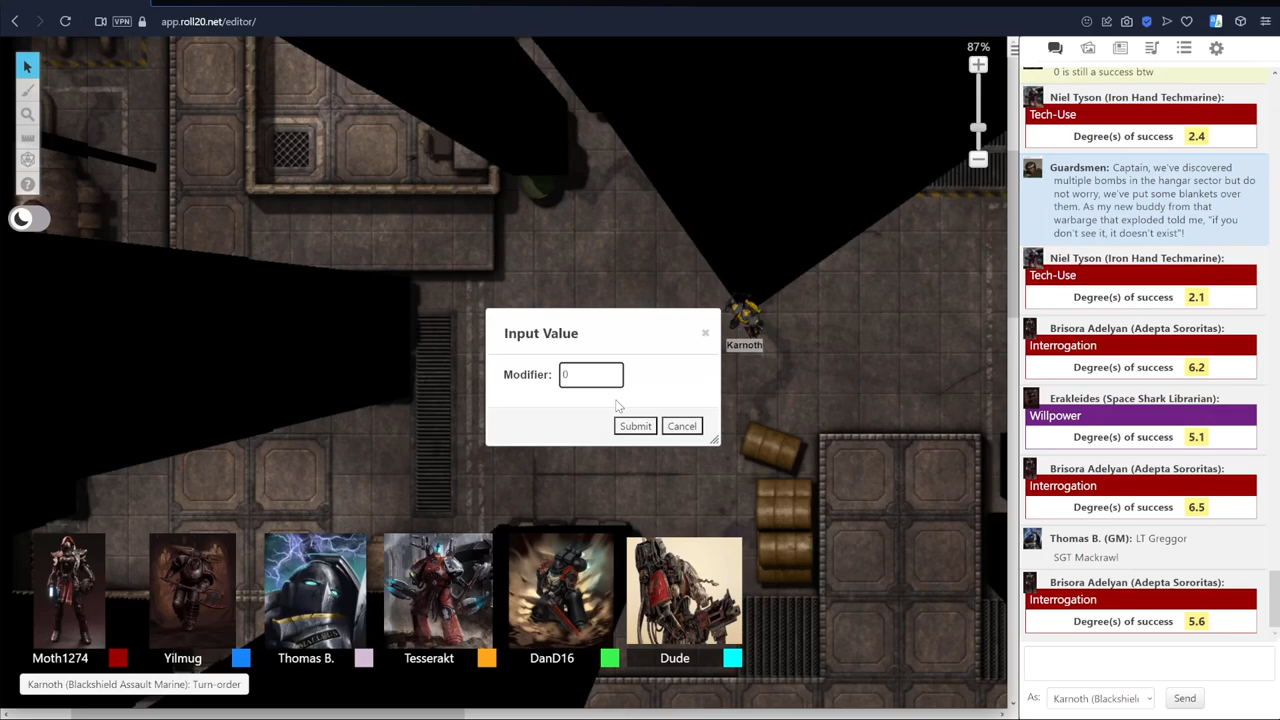 VPN
app.roll20.net/editor/
87%
0 is still a success btw
Niel Tyson (Iron Hand Techmarine):
Tech-Use
Degree(s) of success 2.4
Guardsmen: Captain, we've discovered
multiple bombs in the hangar sector but do
not worry, we've put some blankets over
them. As my new buddy from that
warbarge that exploded told me, "if you
don't see it, it doesn't exist"!
Niel Tyson (Iron Hand Techmarine):
Tech-Use
Degree(s) of success 2.1
Brisora Adelyan (Adepta Sororitas):
Interrogation
Degree(s) of success 6.2
Erakleides (Space Shark Librarian):
Willpower
Degree(s) of success 5.1
Brisora Adelyan (Adepta Sororitas):
Interrogation
Degree(s) of success 6.5
Thomas B. (GM): LT Greggor
SGT Mackrawl
Brisora Adelyan (Adepta Sororitas):
Interrogation
Degree(s) of success 5.6
As: Karnoth (Blackshiel
Send
Karnoth
Input Value
Modifier: 0
Submit Cancel
Moth1274
Yilmug
Thomas B.
Tesserakt
DanD16
Dude
Karnoth (Blackshield Assault Marine): Turn-order